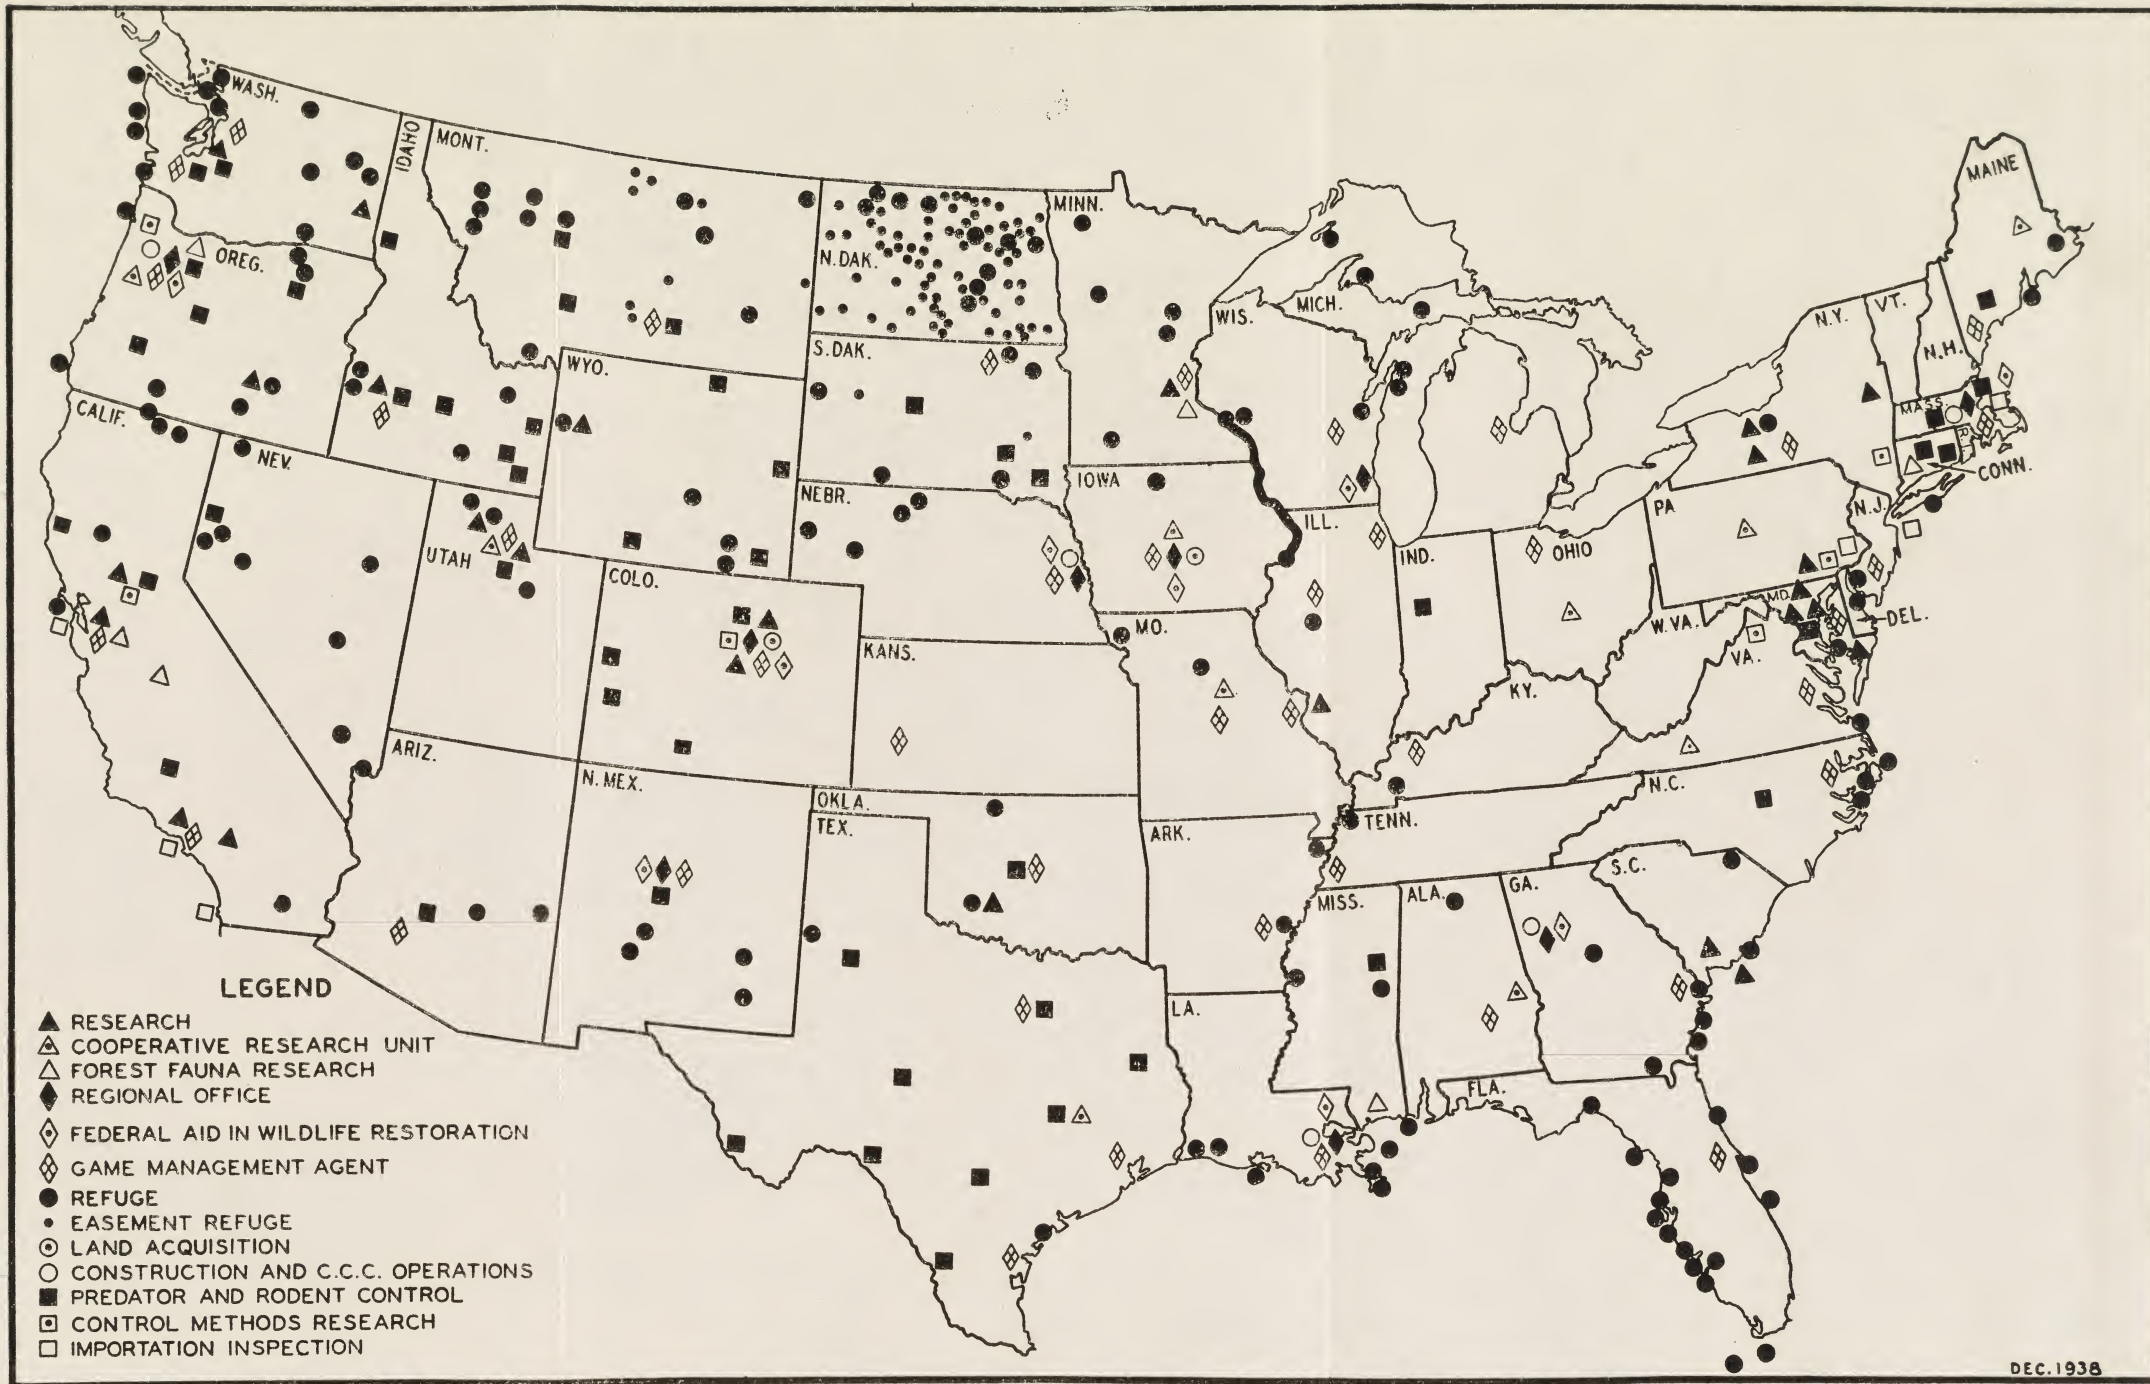 WASH.
IDAHO
MONT.
N.DAK.
MINN.
OREG.
WIS.
MICH.
MAINE
N.Y.
VT.
N.H.
MASS.
R.I.
CONN.
CALIF.
NEV.
WYO.
S.DAK.
NEBR.
IOWA
UTAH
COLO.
ILL.
IND.
OHIO
PA
N.J.
MD.
DEL.
W.VA.
VA.
KANS.
MO.
KY.
ARIZ.
N.MEX.
OKLA.
TEX.
ARK.
TENN.
N.C.
S.C.
MISS.
ALA.
GA.
LA.
FLA.
LEGEND
RESEARCH
COOPERATIVE RESEARCH UNIT
FOREST FAUNA RESEARCH
REGIONAL OFFICE
FEDERAL AID IN WILDLIFE RESTORATION
GAME MANAGEMENT AGENT
REFUGE
EASEMENT REFUGE
LAND ACQUISITION
CONSTRUCTION AND C.C.C. OPERATIONS
PREDATOR AND RODENT CONTROL
CONTROL METHODS RESEARCH
IMPORTATION INSPECTION
DEC.1938